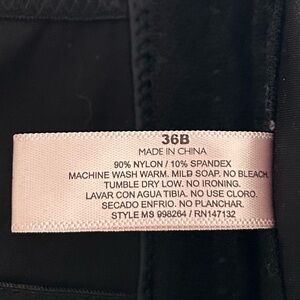 36B
MADE IN CHINA
90% NYLON / 10% SPANDEX
MACHINE WASH WARM. MILD SOAP. NO BLEACH
TUMBLE DRY LOW. NO IRONING.
LAVAR CON AGUA TIBIA. NO USE CLORO.
SECADO ENFRIO. NO PLANCHAR.
STYLE MS 998264 / RN147132